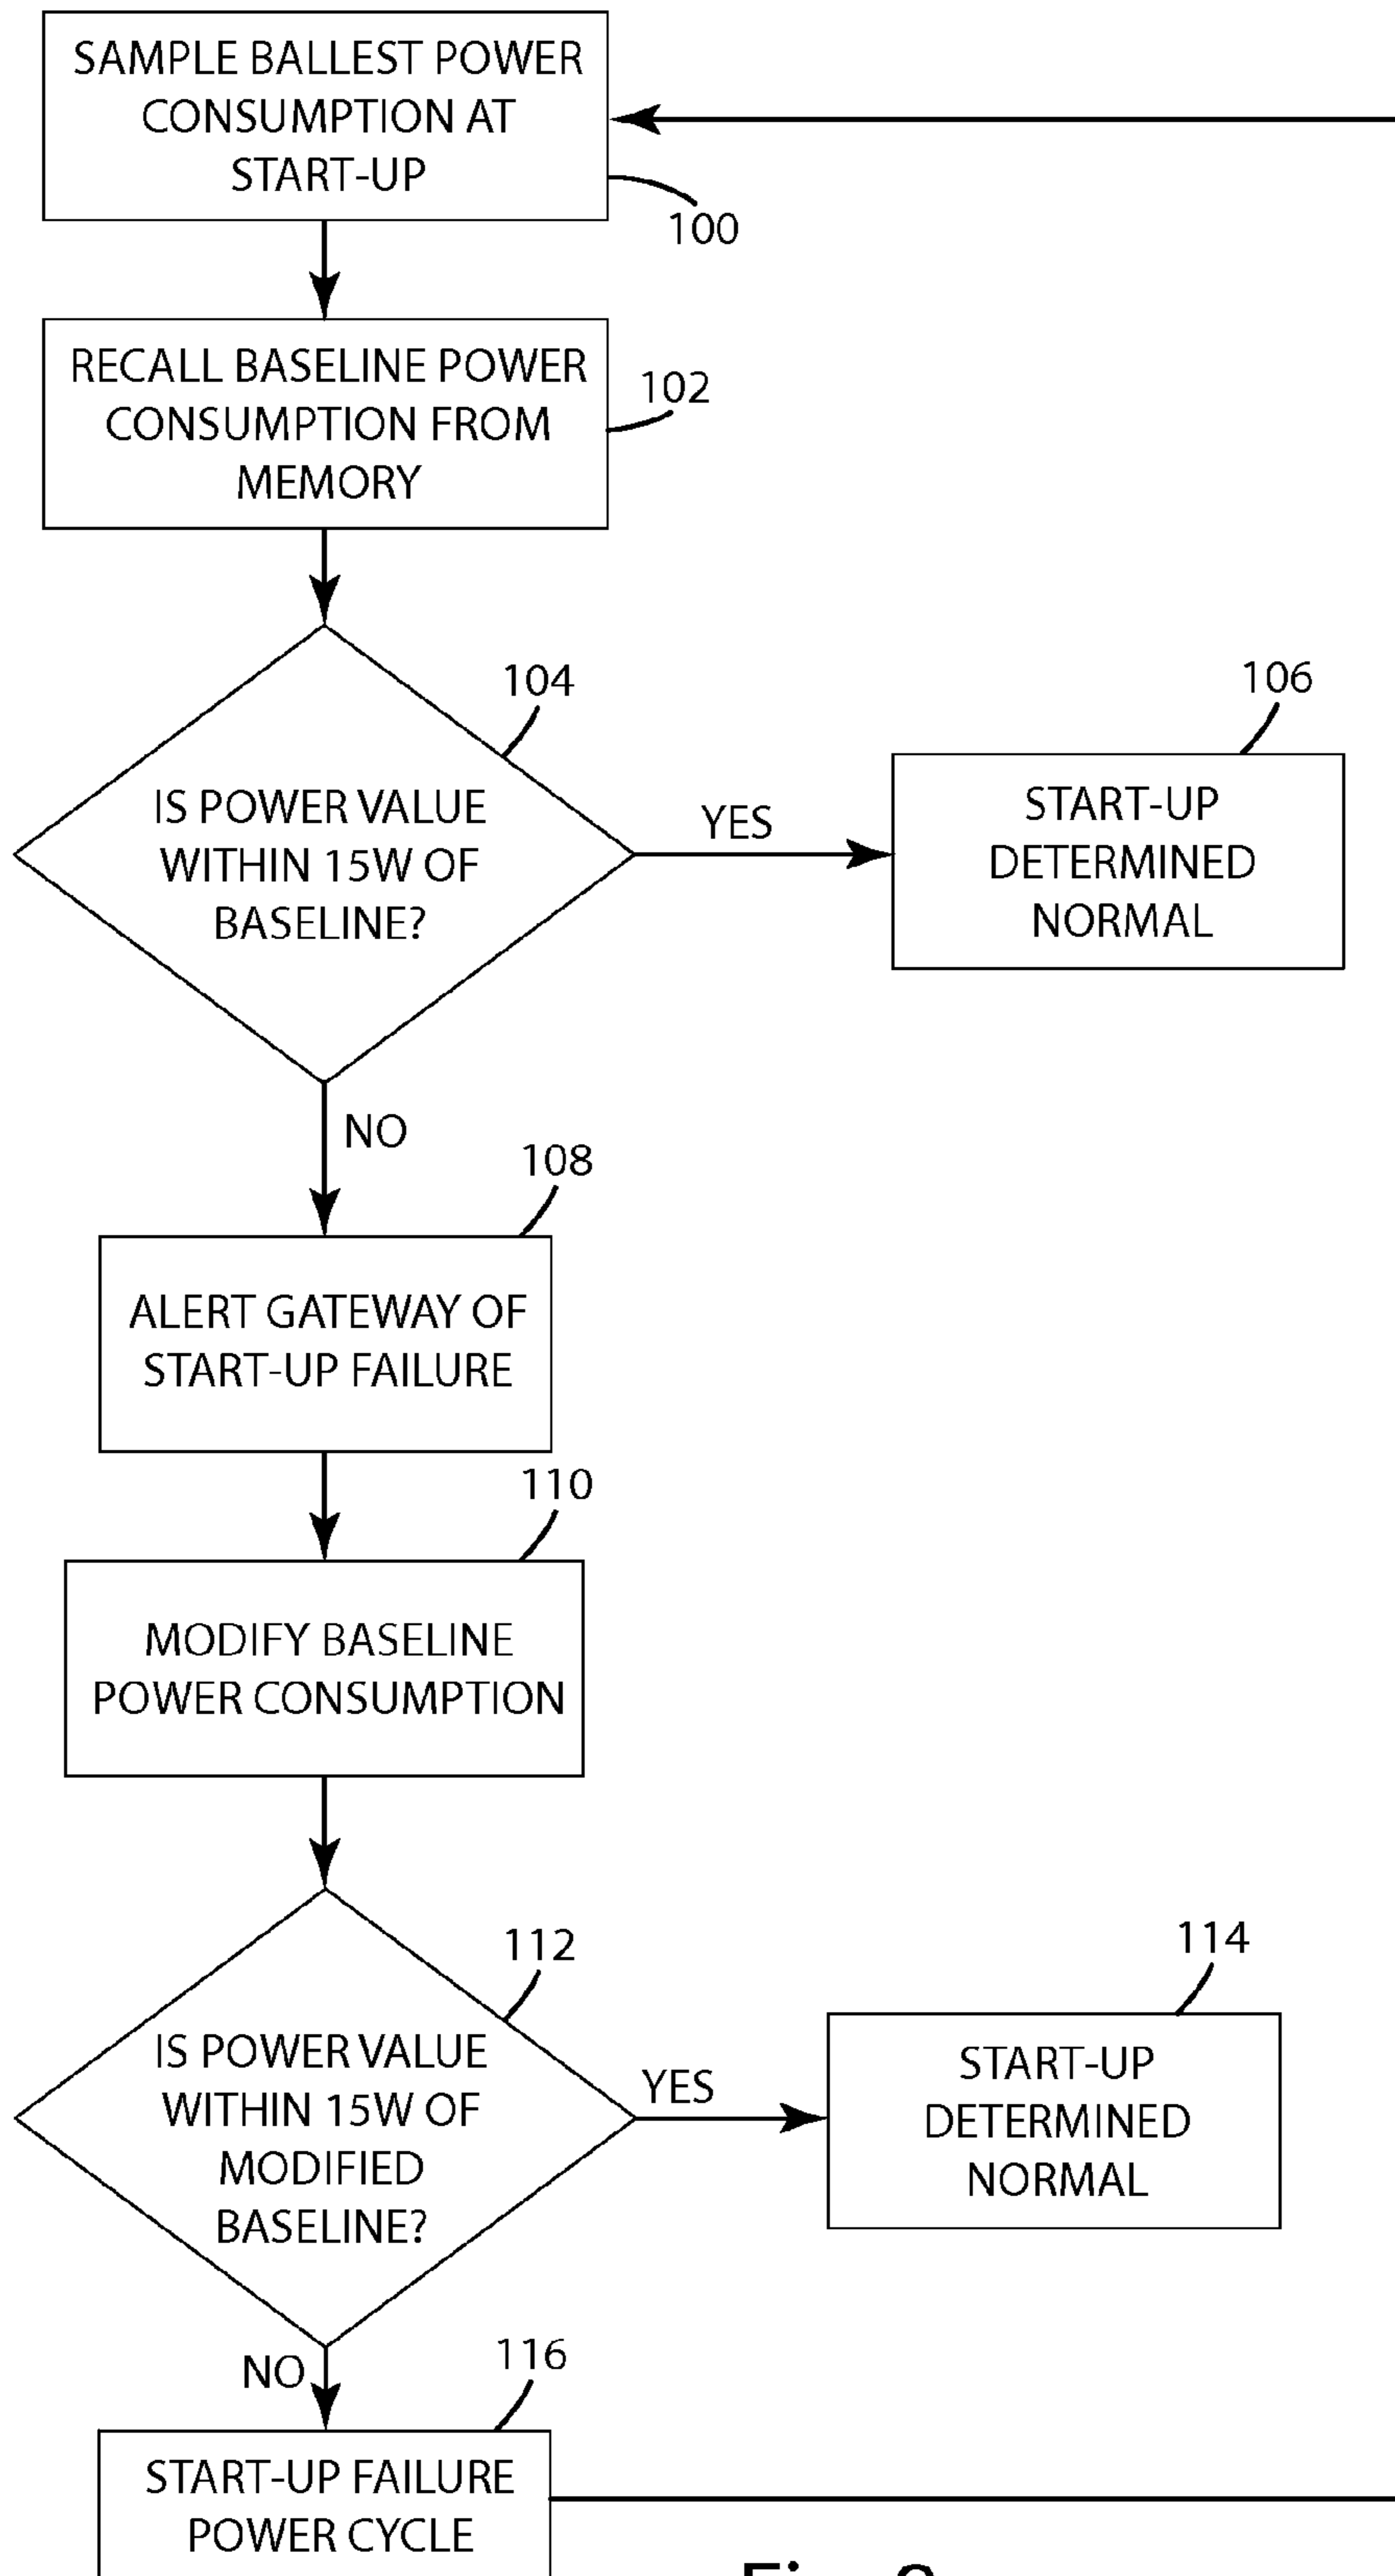 SAMPLE BALLEST POWER
CONSUMPTION AT
START-UP
100
RECALL BASELINE POWER
CONSUMPTION FROM
MEMORY
102
104
IS POWER VALUE
WITHIN 15W OF
BASELINE?
YES
106
START-UP
DETERMINED
NORMAL
NO
108
ALERT GATEWAY OF
START-UP FAILURE
110
MODIFY BASELINE
POWER CONSUMPTION
112
IS POWER VALUE
WITHIN 15W OF
MODIFIED
BASELINE?
YES
114
START-UP
DETERMINED
NORMAL
NO
116
START-UP FAILURE
POWER CYCLE